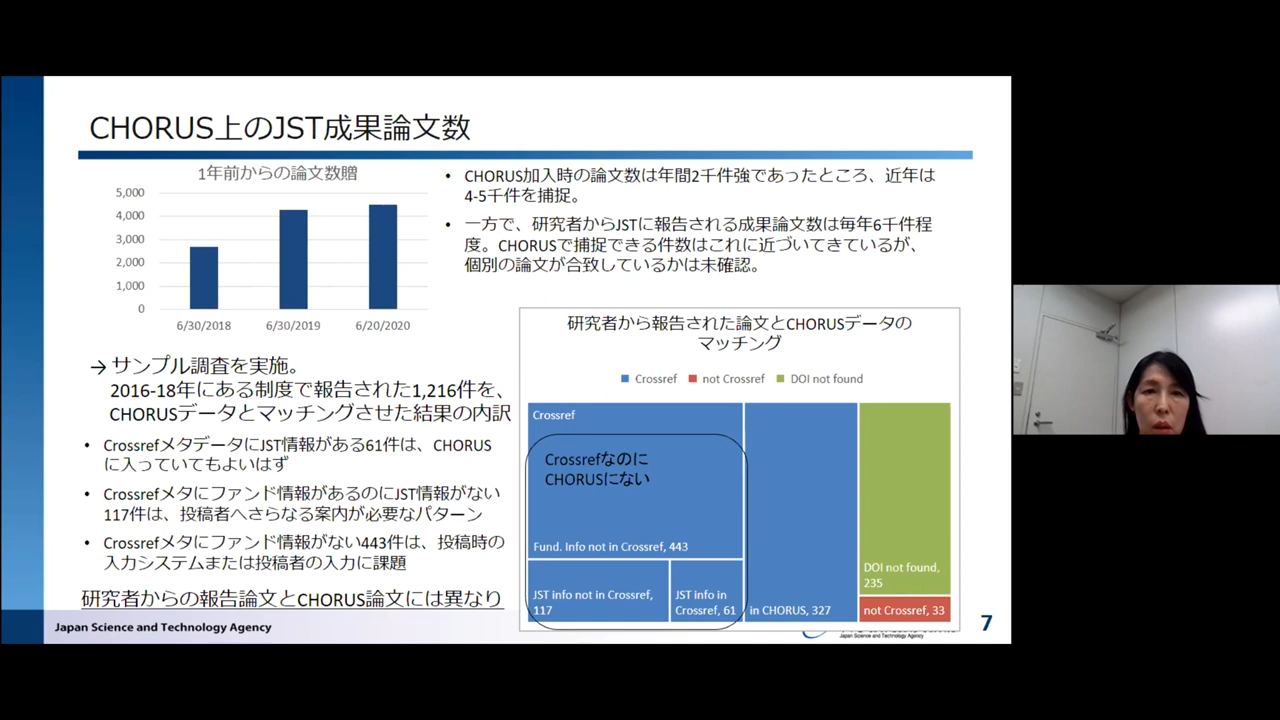 CHORUS上のJST成果論文数
1年前からの論文数贈
5,000
4,000
3,000
2,000
1,000
0
6/30/2018
6/30/2019
6/20/2020
• CHORUS加入時の論文数は年間2千件強であったところ、近年は
4-5千件を捕捉。
• 一方で、研究者からJSTに報告される成果論文数は毎年6千件程
度。CHORUSで捕捉できる件数はこれに近づいてきているが、
個別の論文が合致しているかは未確認。
→ サンプル調査を実施。
2016-18年にある制度で報告された1,216件を、
CHORUSデータとマッチングさせた結果の内訳
• CrossrefメタデータにJST情報がある61件は、CHORUS
に入っていてもよいはず
• Crossrefメタにファンド情報があるのにJST情報がない
117件は、投稿者へさらなる案内が必要なパターン
• Crossrefメタにファンド情報がない443件は、投稿時の
入力システムまたは投稿者の入力に課題
研究者からの報告論文とCHORUS論文には異なり
研究者から報告された論文とCHORUSデータの
マッチング
Crossref
not Crossref
DOI not found
Crossref
Crossrefなのに
CHORUSにない
Fund. Info not in Crossref, 443
JST info not in Crossref,
117
JST info in
Crossref, 61
in CHORUS, 327
DOI not found,
235
not Crossref, 33
Japan Science and Technology Agency
Japan Science and Technology Agency
7